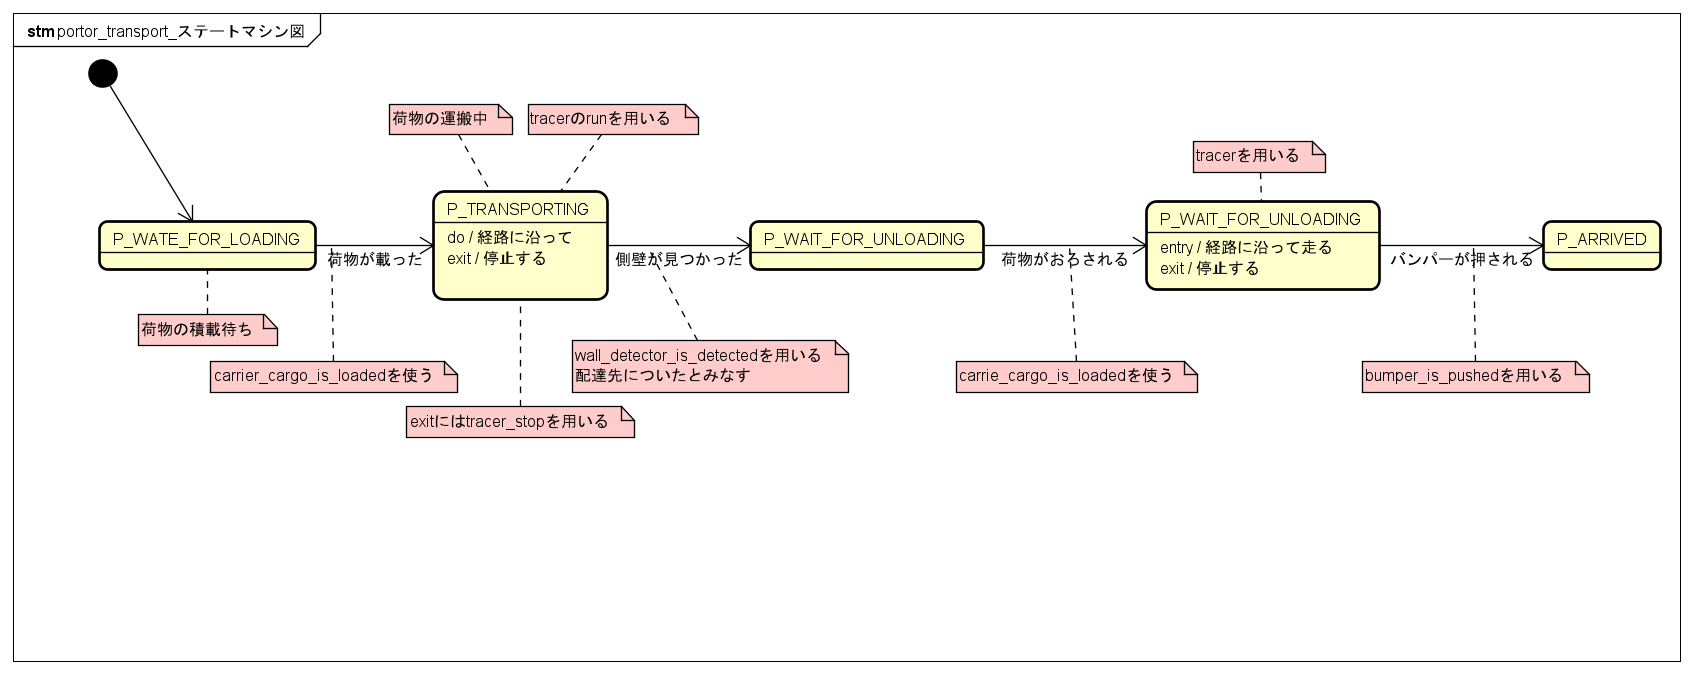 stm portor_transport_ステートマシン図
荷物の運搬中
tracerのrunを用いる
tracerを用いる
P_WATE_FOR_LOADING
荷物が載った
P_TRANSPORTING
do / 経路に沿って
exit / 停止する
側壁が見つかった
P_WAIT_FOR_UNLOADING
荷物がおろされる
P_WAIT_FOR_UNLOADING
entry / 経路に沿って走る
exit / 停止する
バンパーが押される
P_ARRIVED
荷物の積載待ち
carrier_cargo_is_loadedを使う
exitにはtracer_stopを用いる
wall_detector_is_detectedを用いる
配達先についたとみなす
carrie_cargo_is_loadedを使う
bumper_is_pushedを用いる